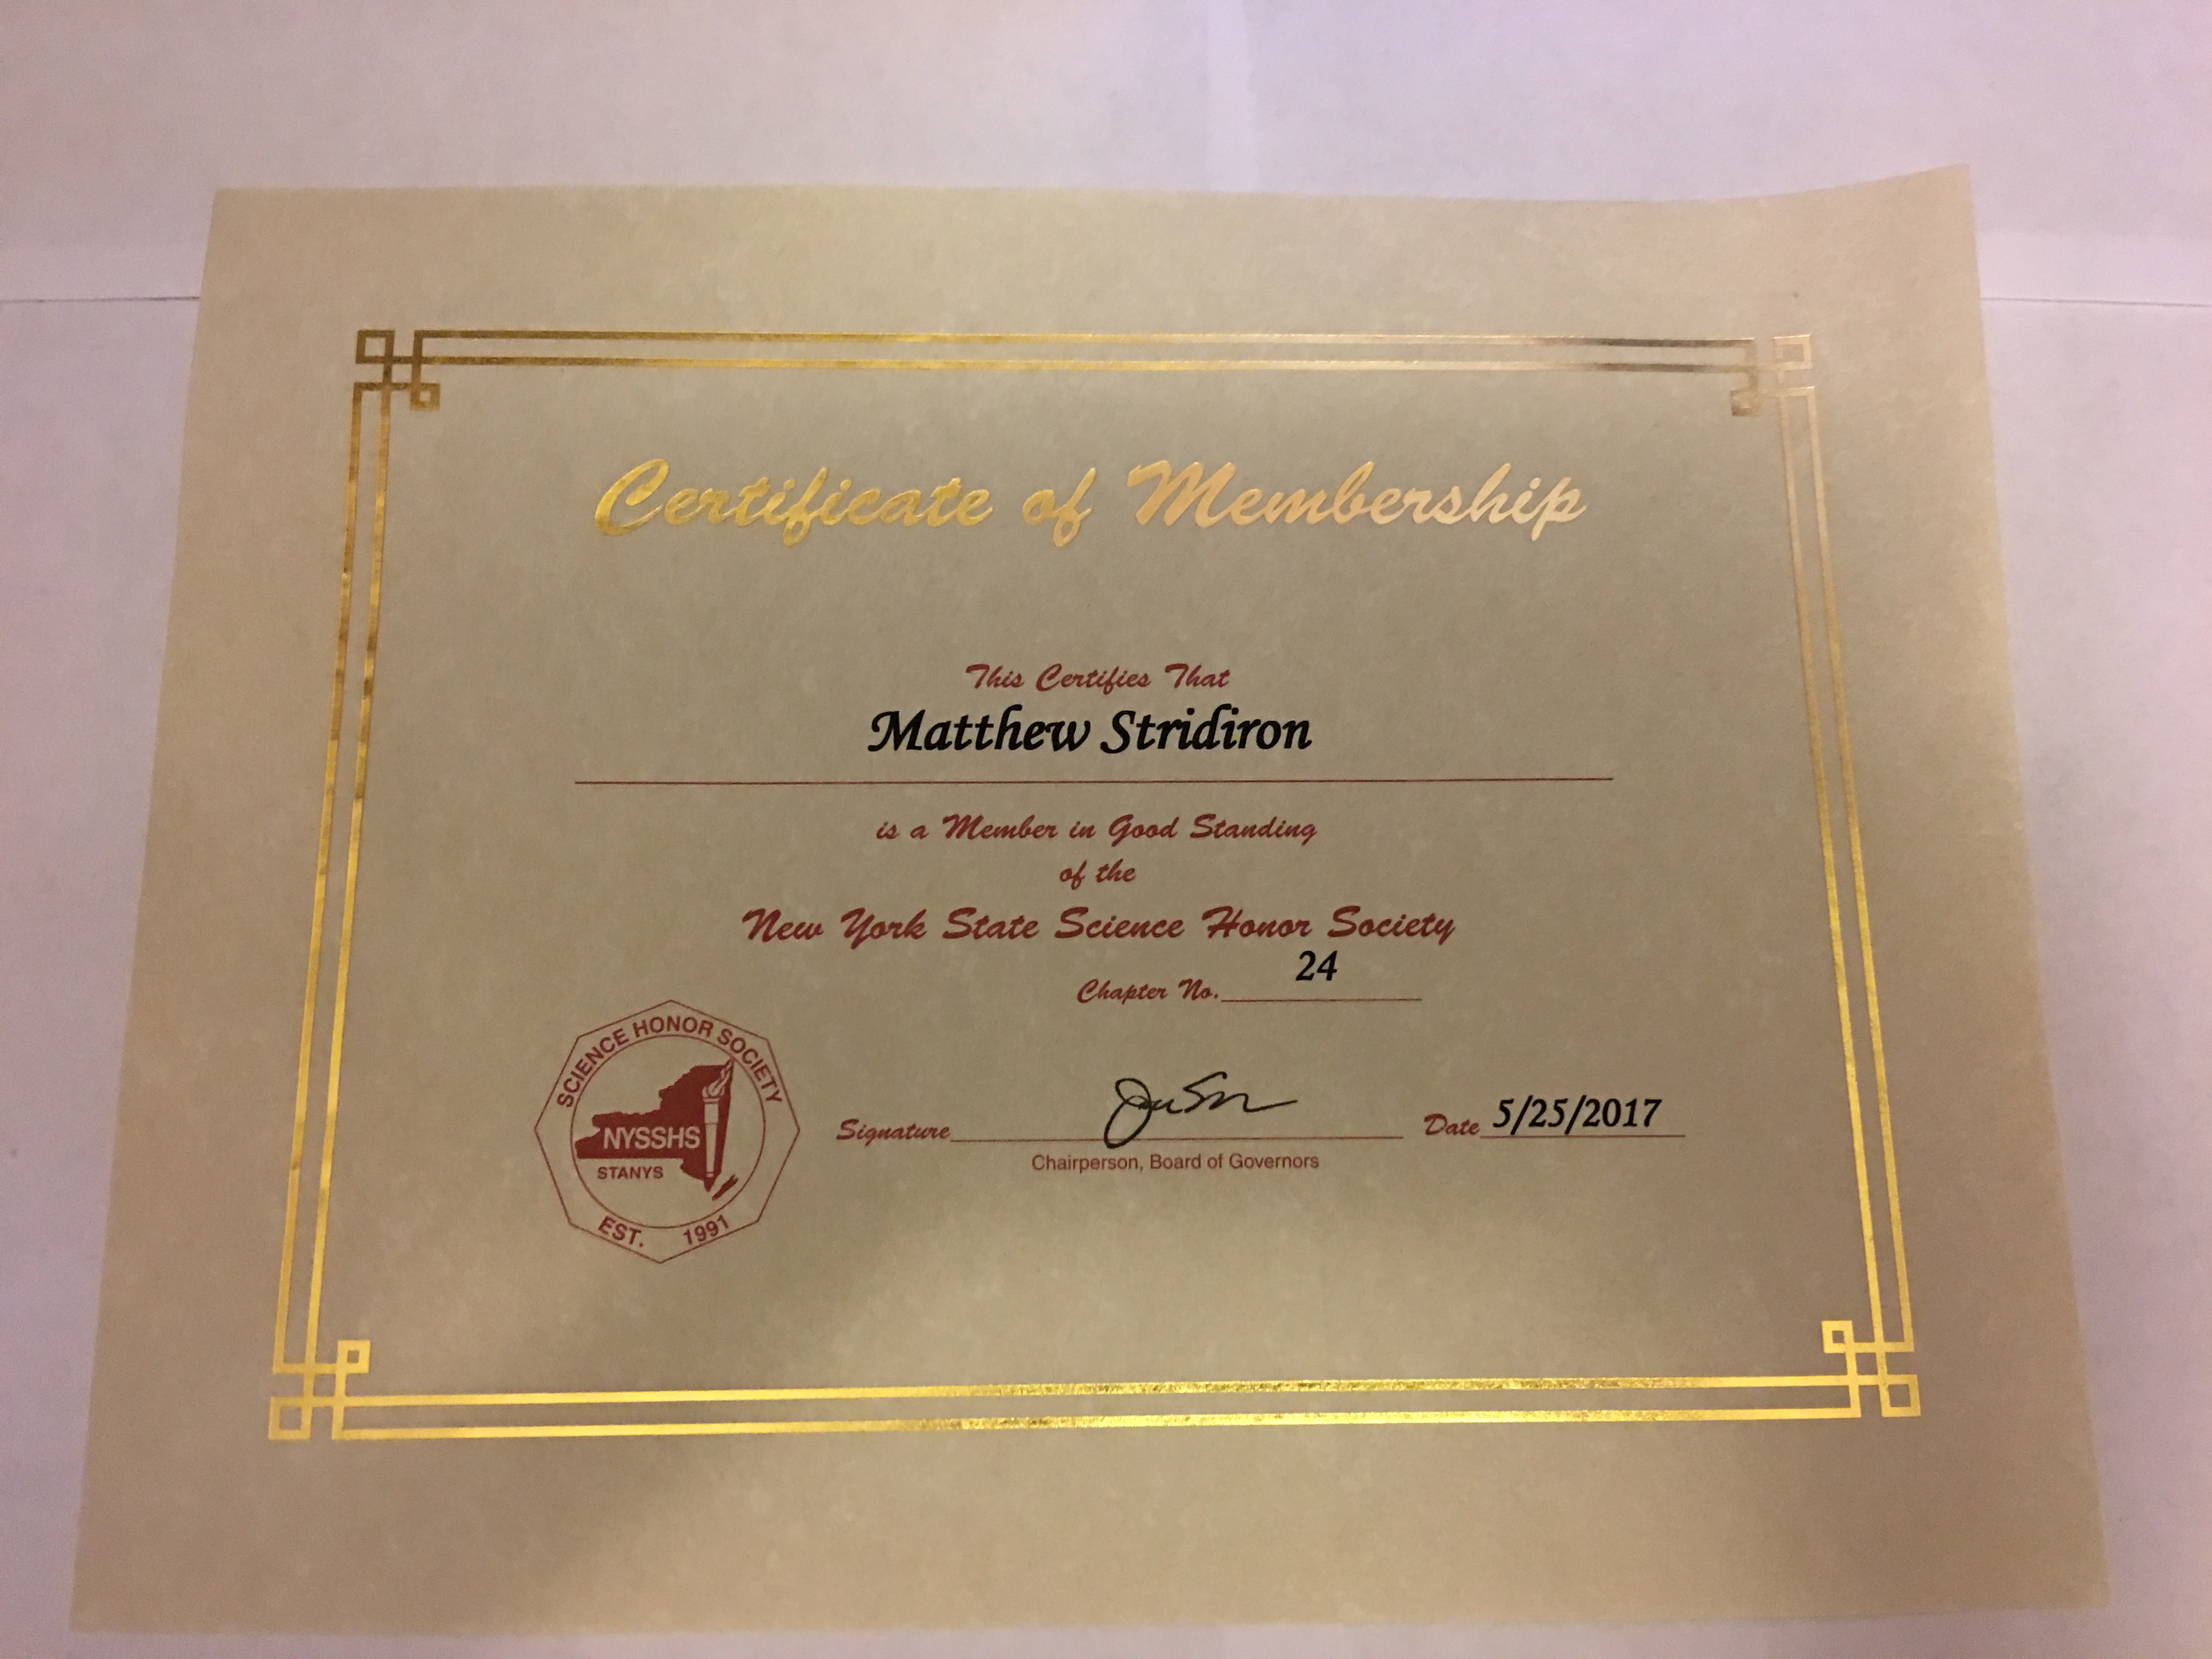 Certificate of Membership
This Certifies That
Matthew Stridiron
is a Member in Good Standing
of the
New York State Science Honor Society
Chapter No. 24
SCIENCE HONOR SOCIETY
NYSSHS
STANYS
EST. 1991
Signature
Date 5/25/2017
Chairperson, Board of Governors